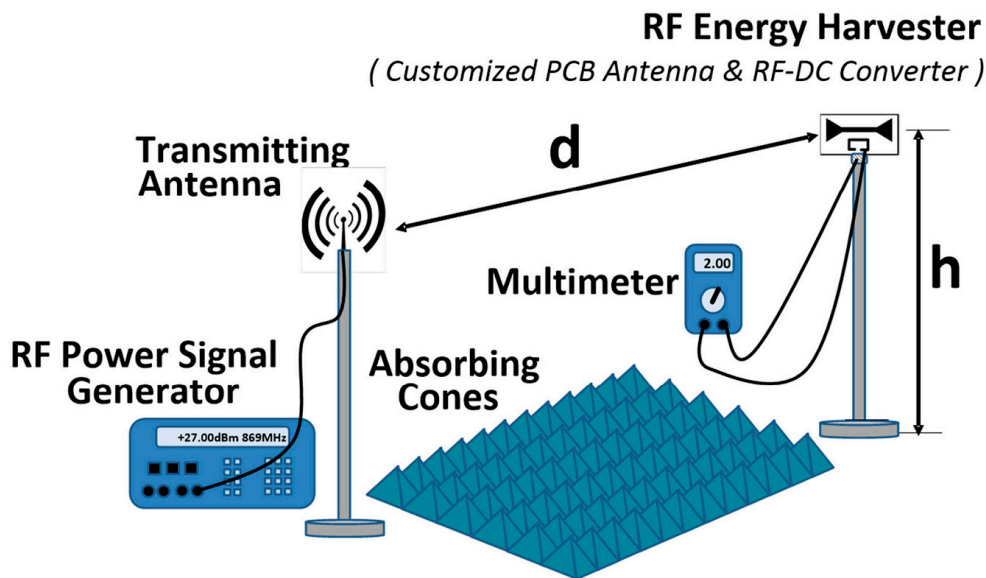 RF Energy Harvester
( Customized PCB Antenna & RF-DC Converter )
Transmitting
Antenna
d
h
Multimeter
2.00
RF Power Signal
Generator
Absorbing
Cones
+27.00dBm 869MHz